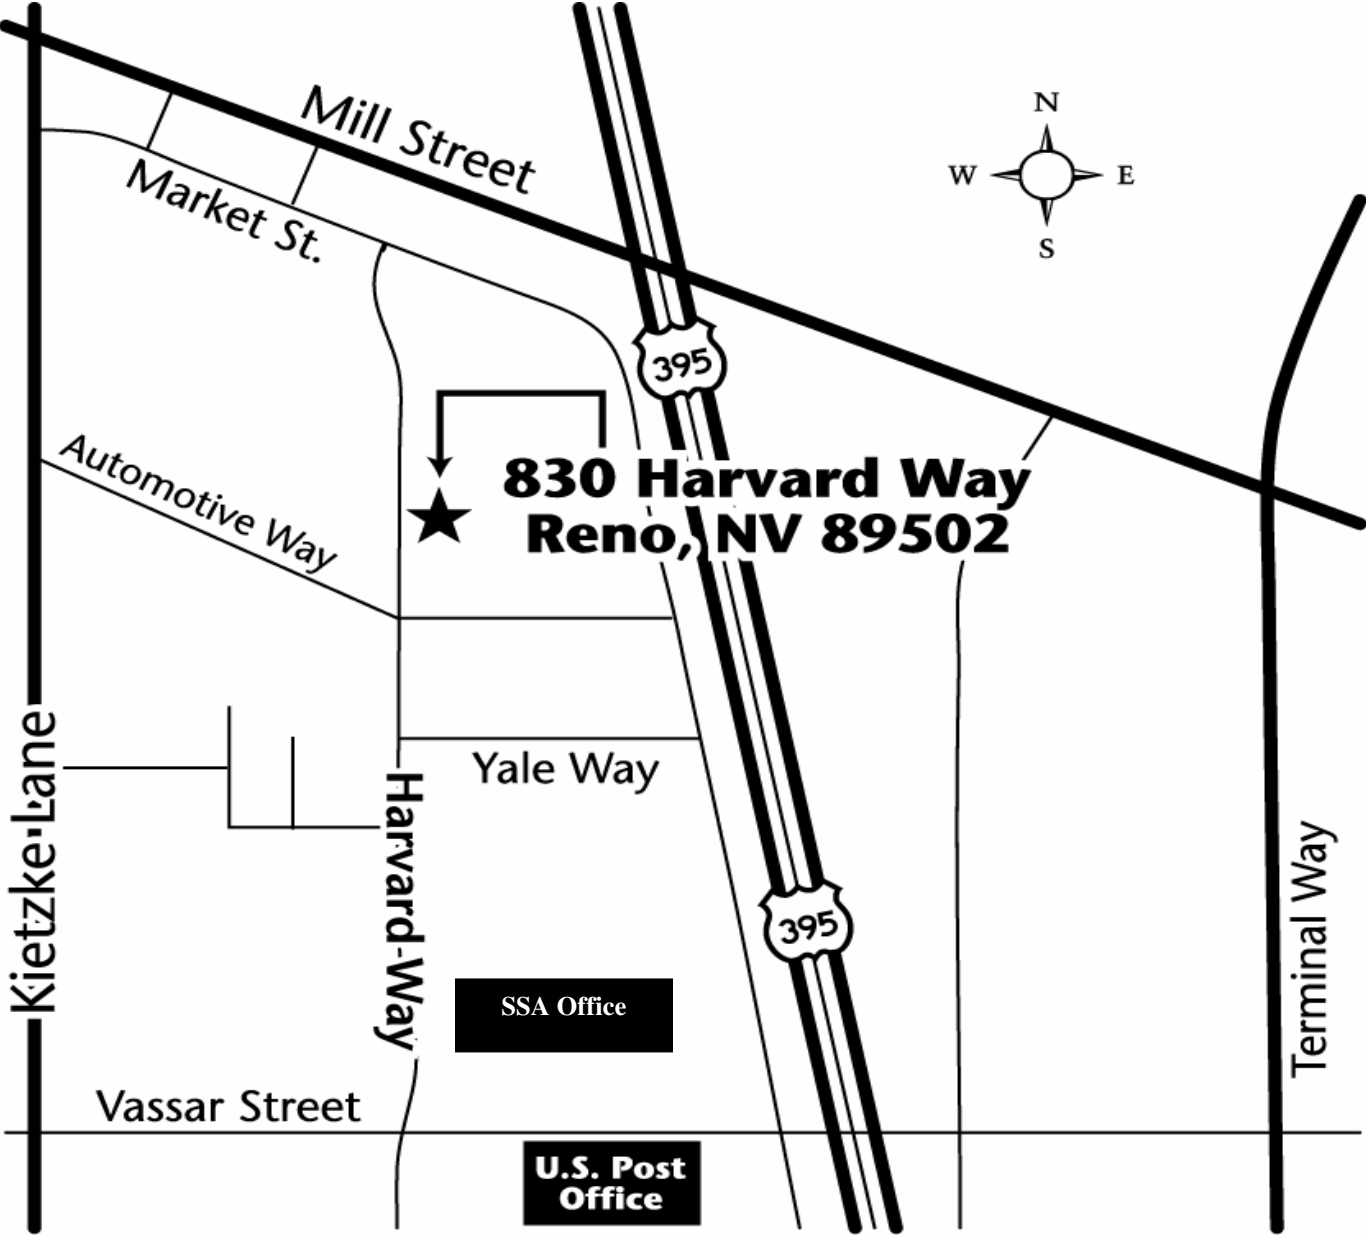 N
Mill Street
W
E
Market St.
S
395
Automotive Way
830 Harvard Way
Reno, NV 89502
Kietzke Lane
Yale Way
Harvard Way
Terminal Way
395
SSA Office
Vassar Street
U.S. Post
Office